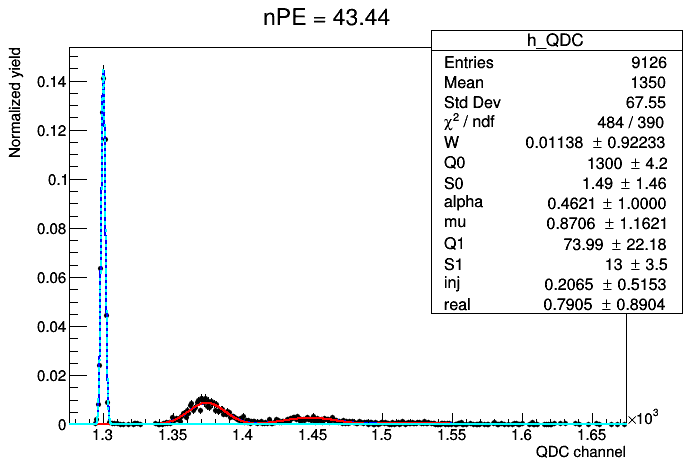 nPE = 43.44
h_QDC
Entries 9126
Mean 1350
Std Dev 67.55
χ² / ndf 484 / 390
W 0.01138 ± 0.92233
Q0 1300 ± 4.2
S0 1.49 ± 1.46
alpha 0.4621 ± 1.0000
mu 0.8706 ± 1.1621
Q1 73.99 ± 22.18
S1 13 ± 3.5
inj 0.2065 ± 0.5153
real 0.7905 ± 0.8904
Normalized yield
0.14
0.12
0.1
0.08
0.06
0.04
0.02
0
1.3 1.35 1.4 1.45 1.5 1.55 1.6 1.65 ×10³
QDC channel